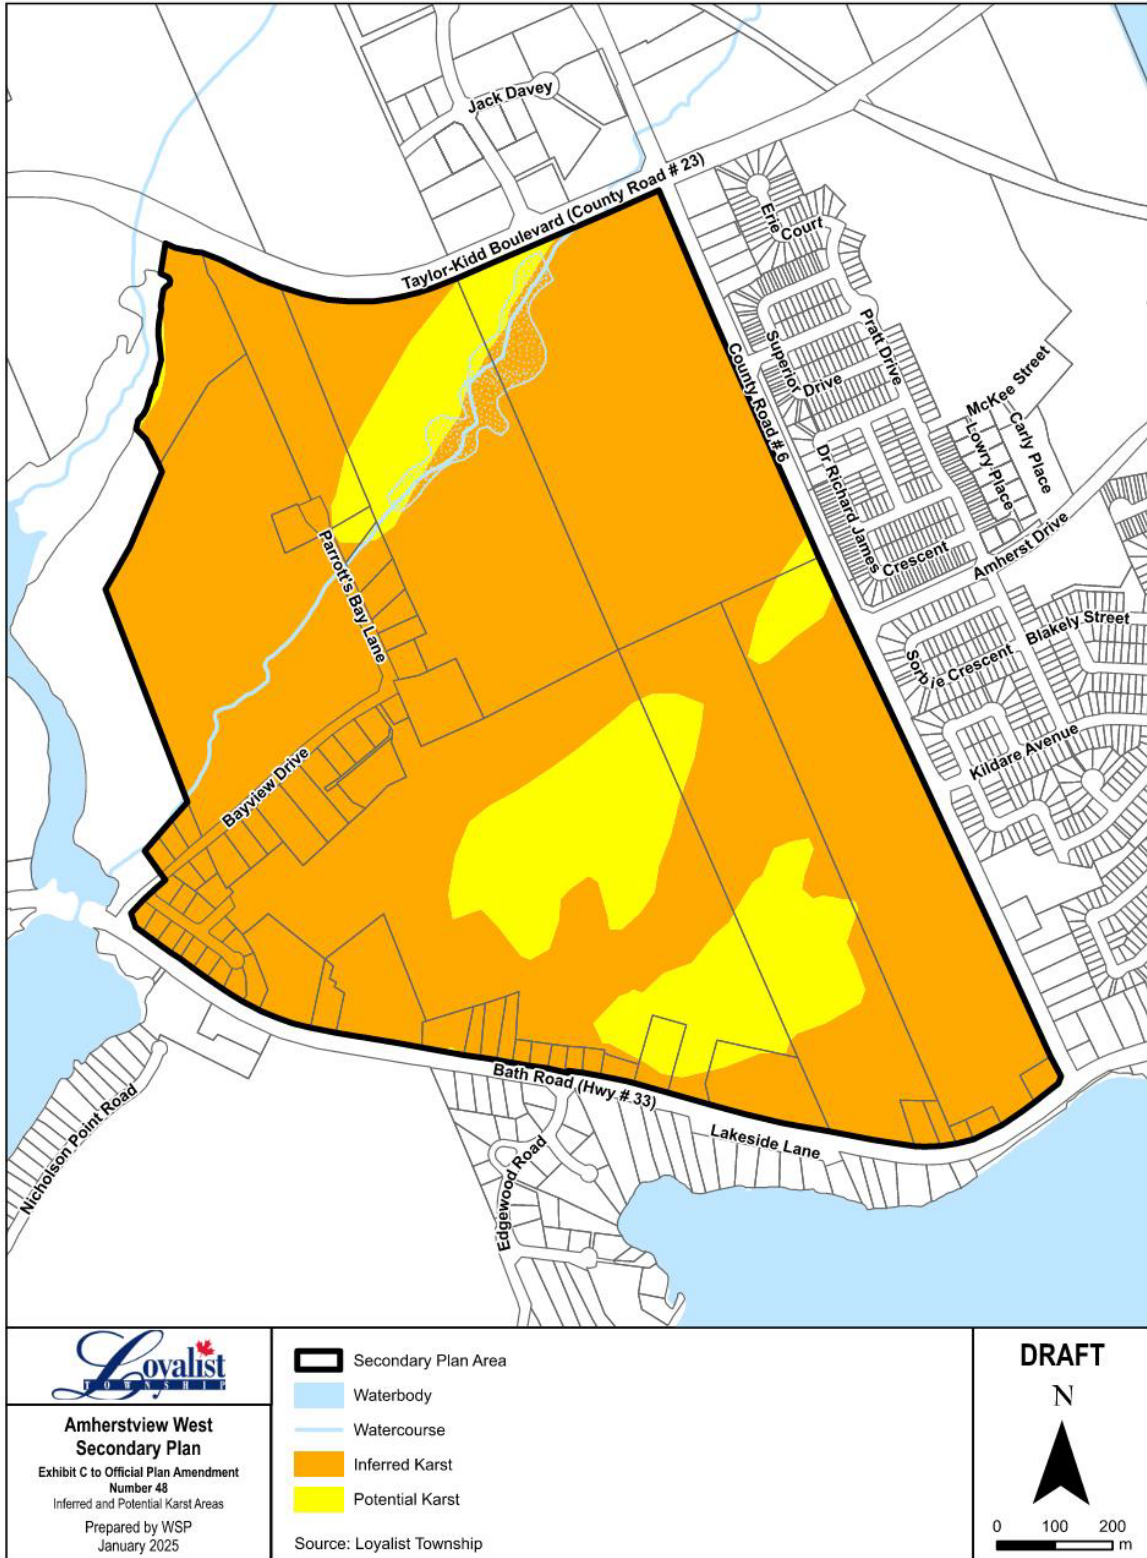 Jack Davey
Taylor-Kidd Boulevard (County Road # 23)
Erie
Court
Superior
Drive
Pratt Drive
County Road # 6
McKee Street
Carly Place
Lowry Place
Dr Richard James
Crescent
Amherst Drive
Parrott's Bay Lane
Blakely Street
Sorbie Crescent
Kildare Avenue
Bayview Drive
Bath Road (Hwy # 33)
Nicholson Point Road
Edgewood Road
Lakeside Lane
Loyalist
TOWNSHIP
Amherstview West
Secondary Plan
Exhibit C to Official Plan Amendment
Number 48
Inferred and Potential Karst Areas
Prepared by WSP
January 2025
Secondary Plan Area
Waterbody
Watercourse
Inferred Karst
Potential Karst
Source: Loyalist Township
DRAFT
N
0 100 200
m